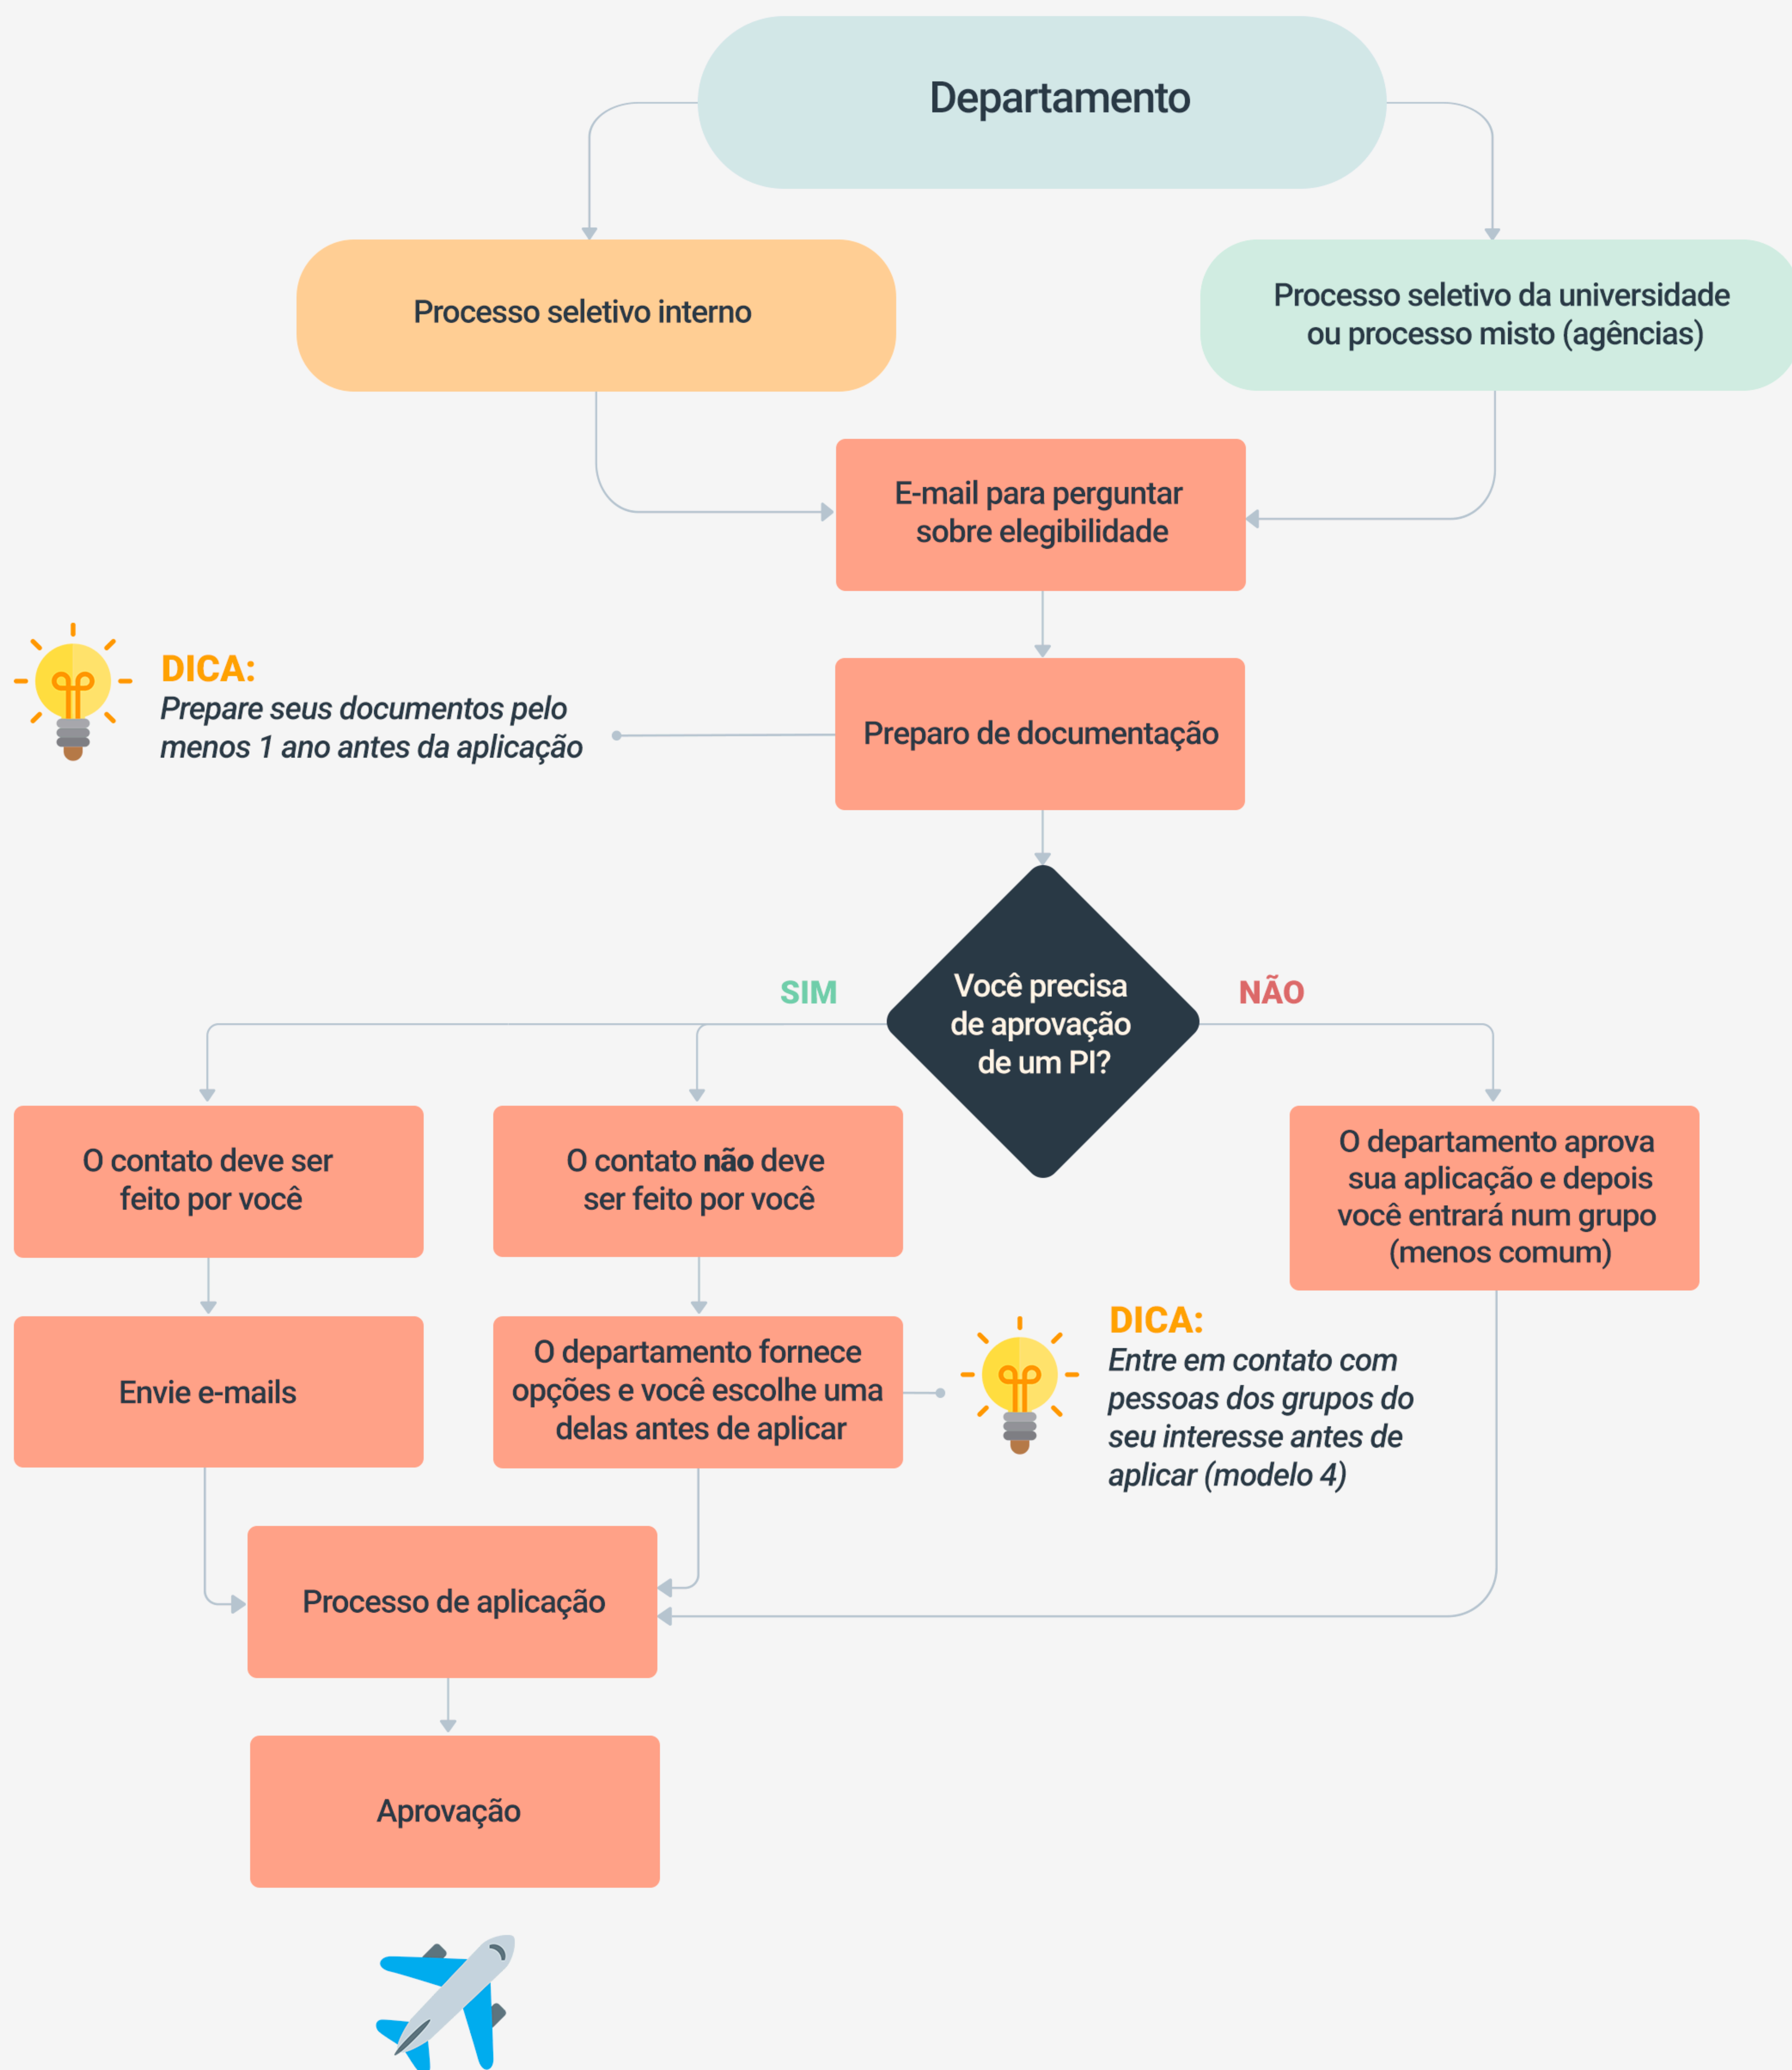 Departamento
Processo seletivo interno
Processo seletivo da universidade
ou processo misto (agências)
E-mail para perguntar
sobre elegibilidade
DICA:
Prepare seus documentos pelo
menos 1 ano antes da aplicação
Preparo de documentação
Você precisa
de aprovação
de um PI?
SIM
NÃO
O contato deve ser
feito por você
O contato não deve
ser feito por você
O departamento aprova
sua aplicação e depois
você entrará num grupo
(menos comum)
Envie e-mails
O departamento fornece
opções e você escolhe uma
delas antes de aplicar
DICA:
Entre em contato com
pessoas dos grupos do
seu interesse antes de
aplicar (modelo 4)
Processo de aplicação
Aprovação